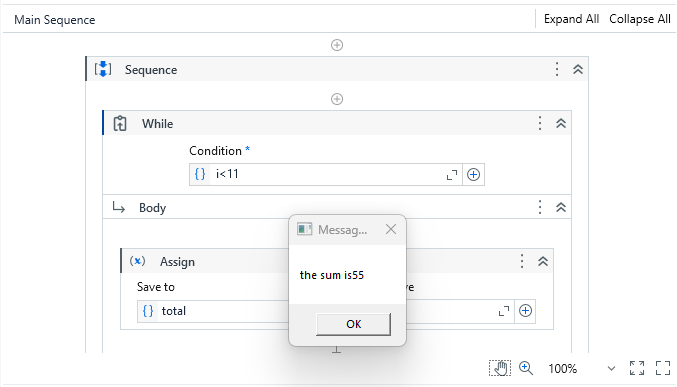 Main Sequence
Expand All
Collapse All
Sequence
While
Condition *
i<11
Body
Messag...
Assign
the sum is55
Save to
total
OK
100%